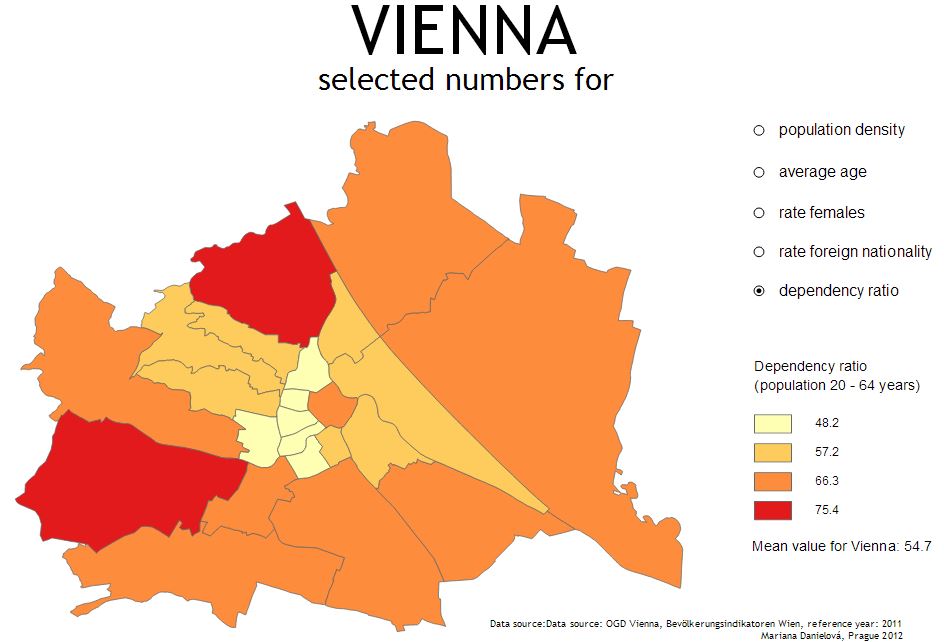 VIENNA
selected numbers for
population density
average age
rate females
rate foreign nationality
dependency ratio
Dependency ratio
(population 20 - 64 years)
48.2
57.2
66.3
75.4
Mean value for Vienna: 54.7
Data source:Data source: OGD Vienna, Bevölkerungsindikatoren Wien, reference year: 2011
Mariana Danielová, Prague 2012